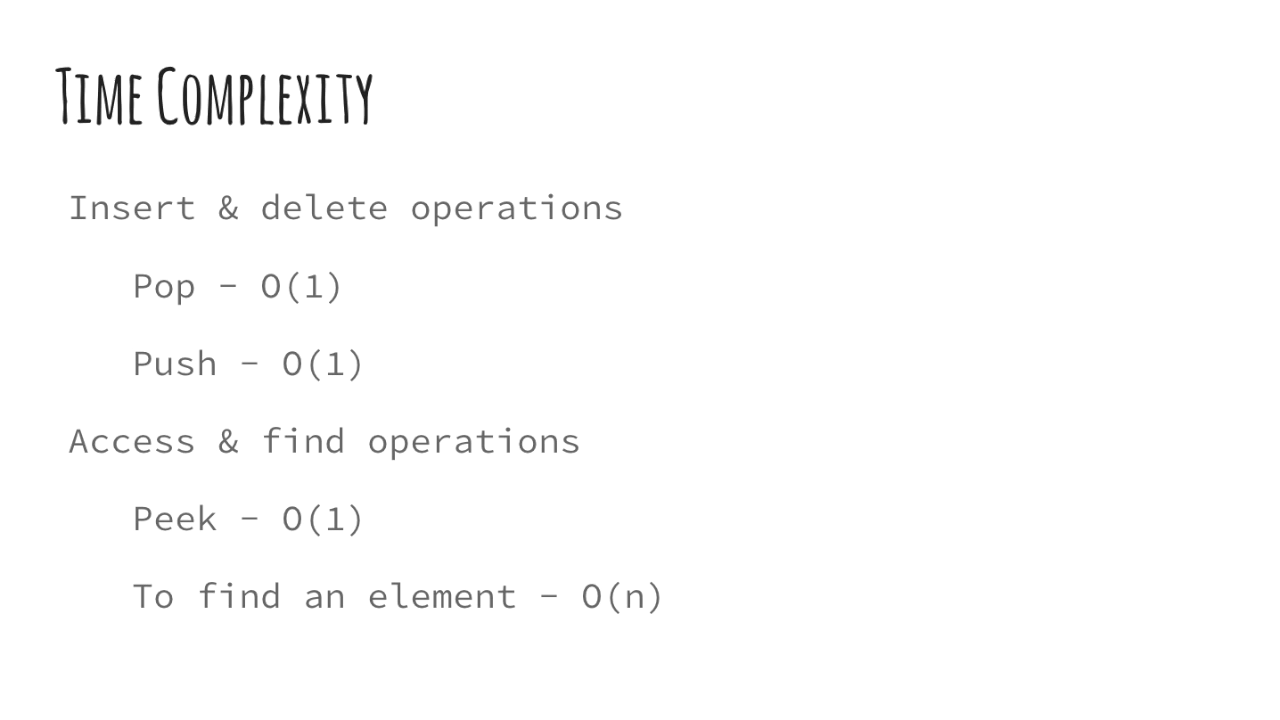 Time Complexity
Insert & delete operations
Pop - O(1)
Push - O(1)
Access & find operations
Peek - O(1)
To find an element - O(n)